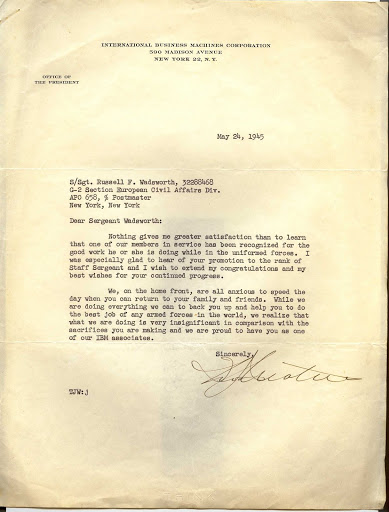 INTERNATIONAL BUSINESS MACHINES CORPORATION
590 MADISON AVENUE
NEW YORK 22, N.Y.
OFFICE OF
THE PRESIDENT
May 24, 1945
S/Sgt. Russell F. Wadsworth, 32288468
G-2 Section European Civil Affairs Div.
APO 658, % Postmaster
New York, New York
Dear Sergeant Wadsworth:
Nothing gives me greater satisfaction than to learn
that one of our members in service has been recognized for the
good work he or she is doing while in the uniformed forces. I
was especially glad to hear of your promotion to the rank of
Staff Sergeant and I wish to extend my congratulations and my
best wishes for your continued progress.
We, on the home front, are all anxious to speed the
day when you can return to your family and friends. While we
are doing everything we can to back you up and help you to do
the best job of any armed forces in the world, we realize that
what we are doing is very insignificant in comparison with the
sacrifices you are making and we are proud to have you as one
of our IBM associates.
Sincerely,
TJW:j